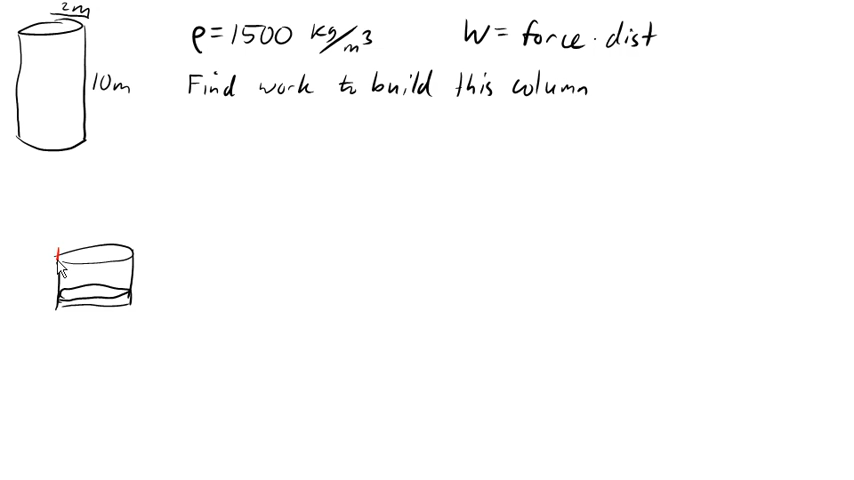 2m
ρ = 1500 kg/m³ W = force · dist
10m Find work to build this column